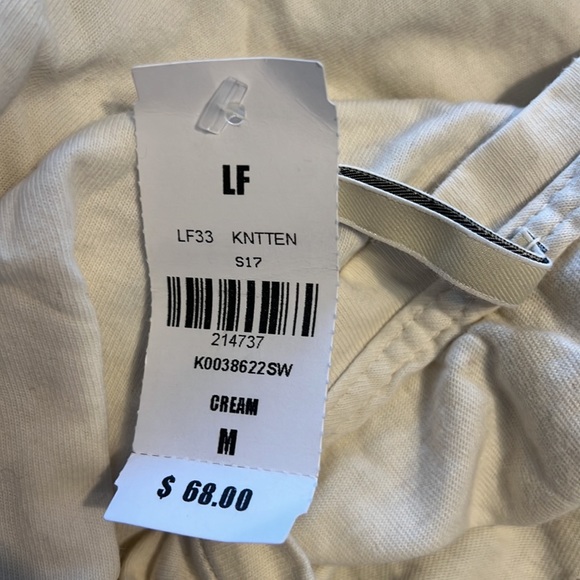 LF
LF33 KNTTEN
S17
214737
K0038622SW
CREAM
M
$ 68.00